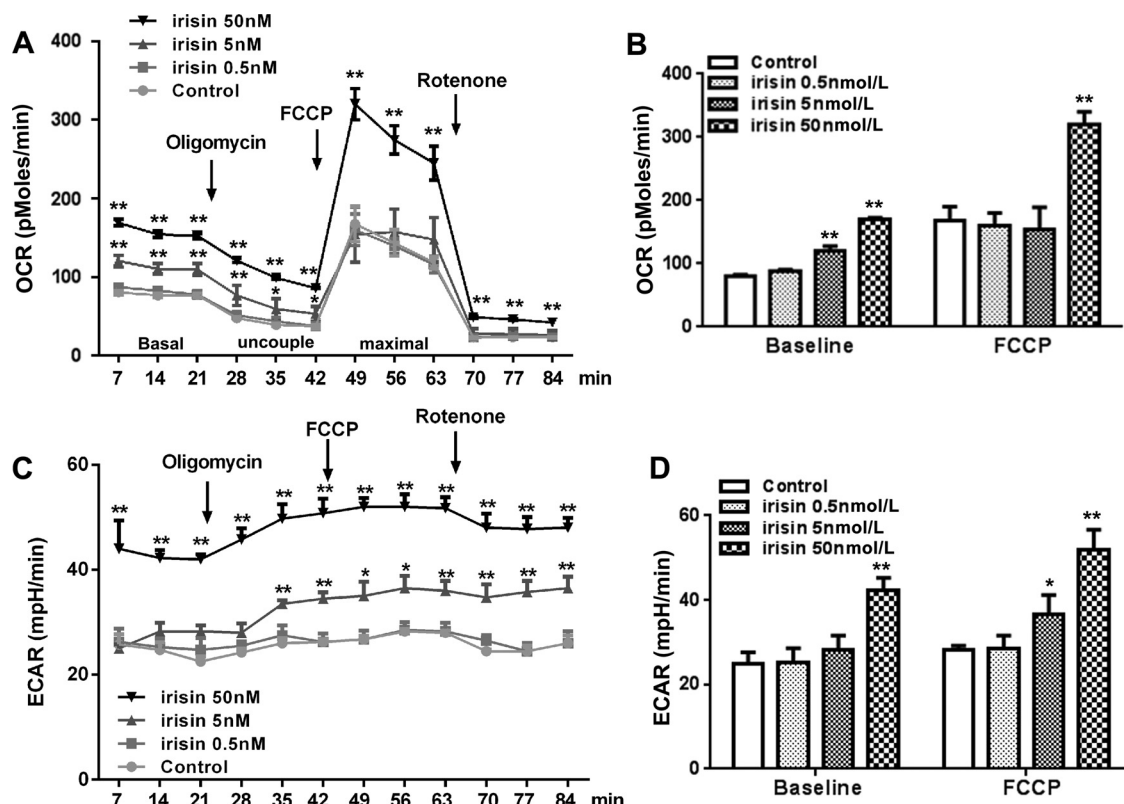 A
irisin 50nM
irisin 5nM
irisin 0.5nM
Control
OCR (pMoles/min)
400
300
200
100
0
Oligomycin
FCCP
Rotenone
** ** ** ** ** ** ** ** ** ** ** **
** ** ** ** * *
Basal uncouple maximal
7 14 21 28 35 42 49 56 63 70 77 84 min
B
Control
irisin 0.5nmol/L
irisin 5nmol/L
irisin 50nmol/L
OCR (pMoles/min)
400
300
200
100
0
** ** **
Baseline FCCP
C
Oligomycin
FCCP
Rotenone
ECAR (mpH/min)
60
40
20
0
** ** ** ** ** ** ** ** ** ** ** **
** ** * * ** ** ** **
irisin 50nM
irisin 5nM
irisin 0.5nM
Control
7 14 21 28 35 42 49 56 63 70 77 84 min
D
Control
irisin 0.5nmol/L
irisin 5nmol/L
irisin 50nmol/L
ECAR (mpH/min)
60
40
20
0
** * **
Baseline FCCP